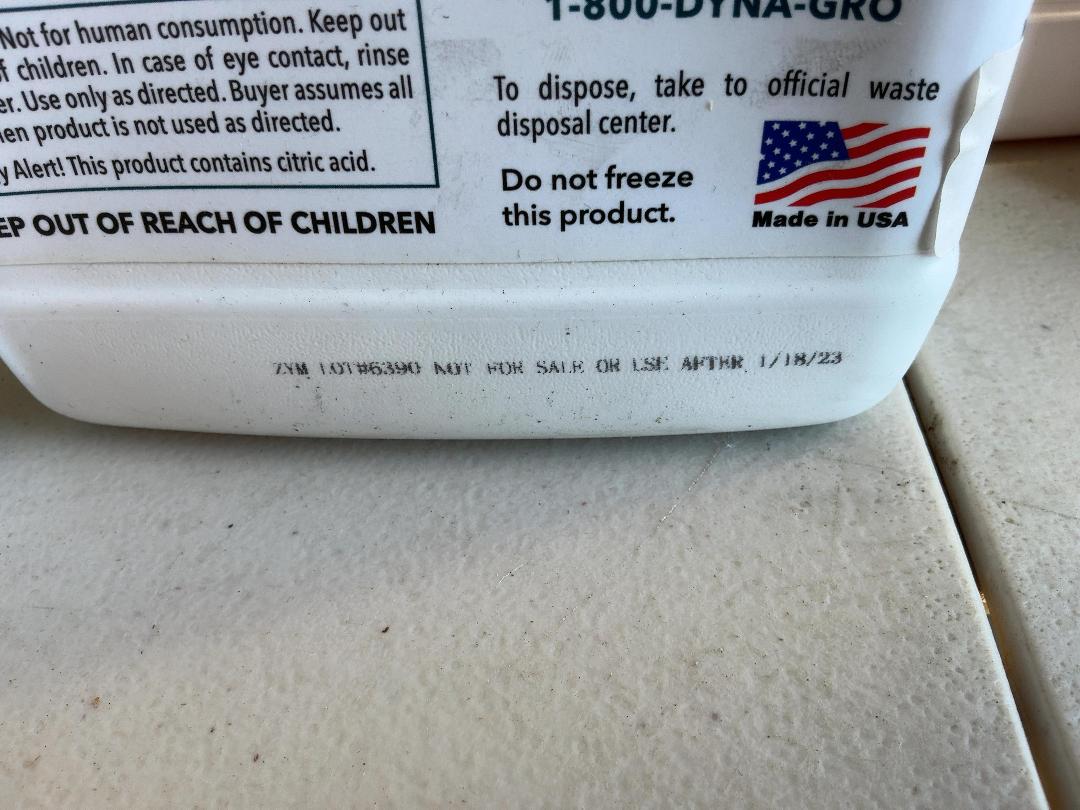 Not for human consumption. Keep out
f children. In case of eye contact, rinse
er. Use only as directed. Buyer assumes all
en product is not used as directed.
y Alert! This product contains citric acid.
EP OUT OF REACH OF CHILDREN
1-800-DYNA-GRO
To dispose, take to official waste
disposal center.
Do not freeze
this product.
Made in USA
ZYM LOT#6390 NOT FOR SALE OR USE AFTER 1/18/23